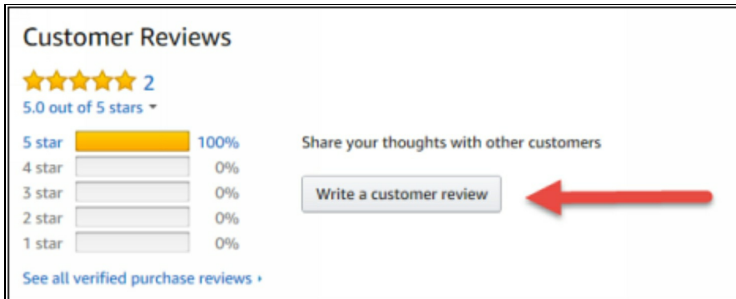 Customer Reviews
2
5.0 out of 5 stars
5 star 100%
4 star 0%
3 star 0%
2 star 0%
1 star 0%
See all verified purchase reviews ›
Share your thoughts with other customers
Write a customer review